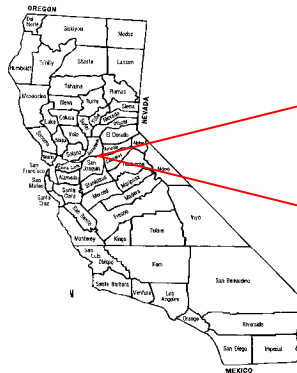 OREGON
Del Norte
Siskiyou
Modoc
Humboldt
Trinity
Shasta
Lassen
Tehama
Plumas
Mendocino
Glenn
Butte
Sierra
NEVADA
Lake
Colusa
Placer
Sonoma
Napa
Yolo
El Dorado
Solano
Marin
San Francisco
San Joaquin
Alameda
San Mateo
Santa Clara
Stanislaus
Santa Cruz
Merced
Mariposa
Madera
Mono
San Benito
Fresno
Inyo
Monterey
Kings
Tulare
San Luis Obispo
Kern
San Bernardino
Santa Barbara
Ventura
Los Angeles
Orange
Riverside
San Diego
Imperial
MEXICO